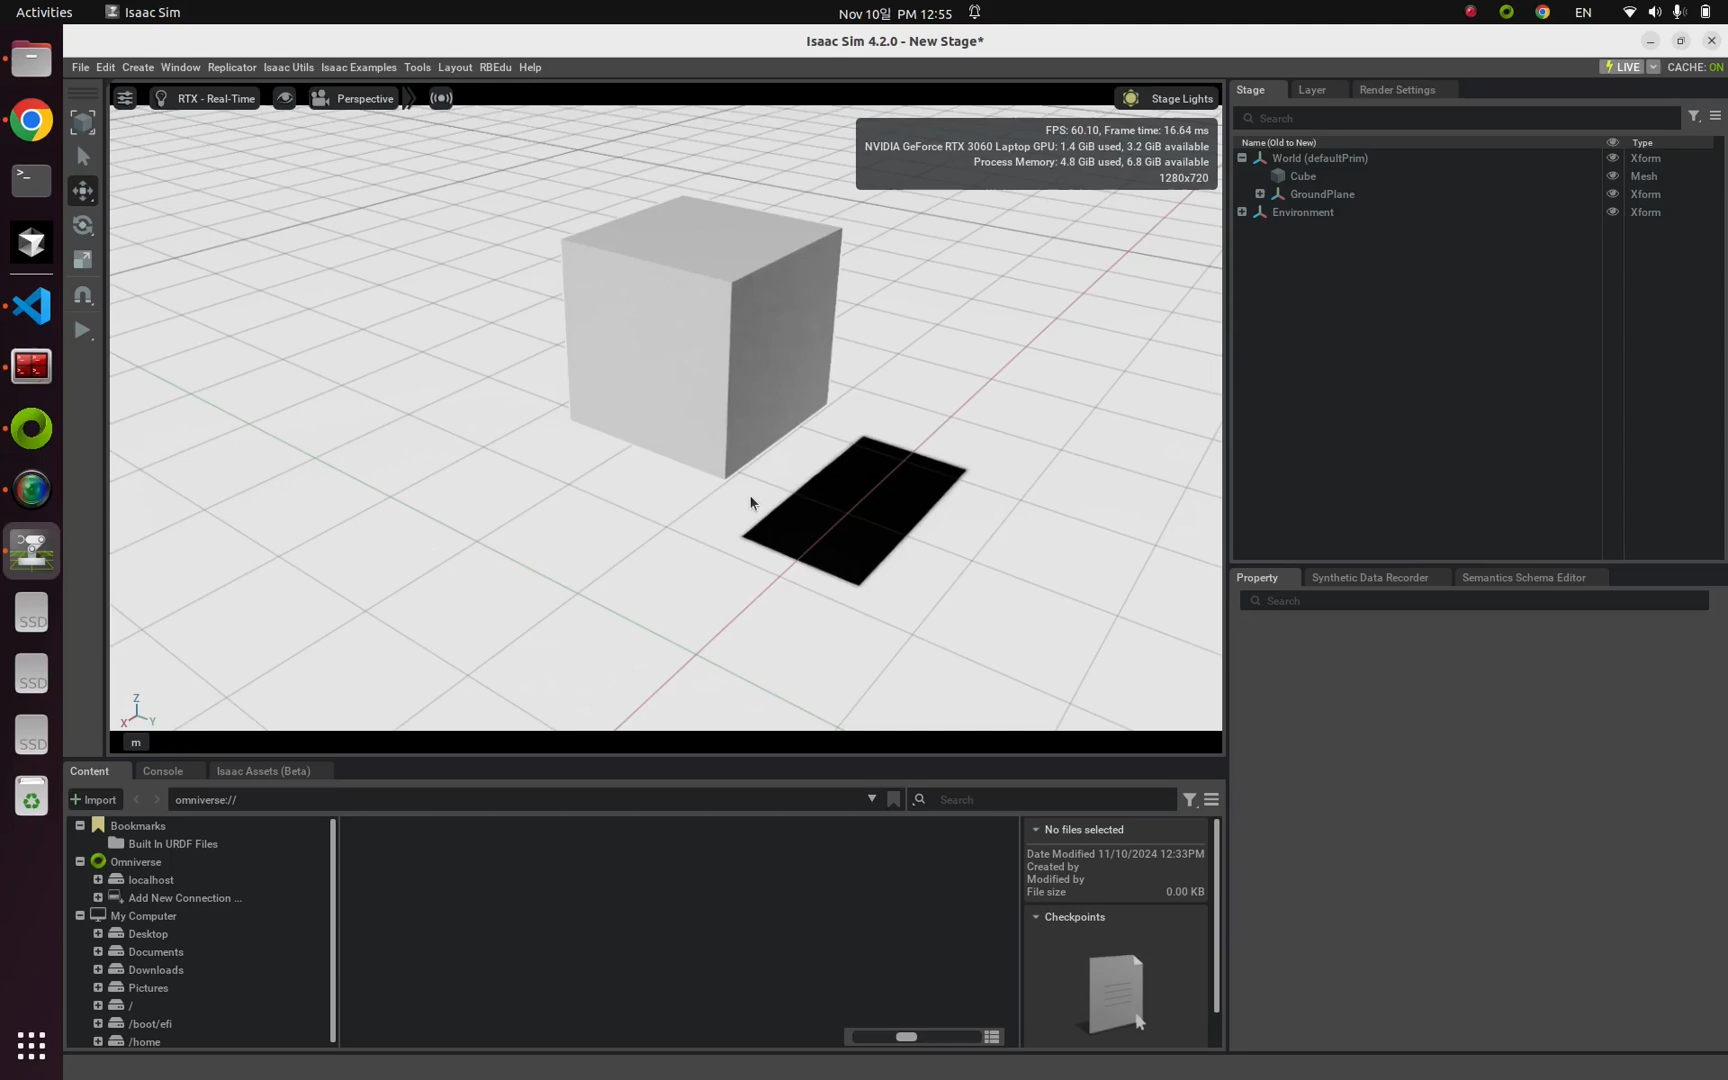 Activities
Isaac Sim
Nov 10일 PM 12:55
EN
Isaac Sim 4.2.0 - New Stage*
File Edit Create Window Replicator Isaac Utils Isaac Examples Tools Layout RBEdu Help
LIVE
CACHE: ON
RTX - Real-Time
Perspective
Stage Lights
FPS: 60.10, Frame time: 16.64 ms
NVIDIA GeForce RTX 3060 Laptop GPU: 1.4 GiB used, 3.2 GiB available
Process Memory: 4.8 GiB used, 6.8 GiB available
1280x720
Z
X Y
m
Stage Layer Render Settings
Search
Name (Old to New) Type
World (defaultPrim) Xform
Cube Mesh
GroundPlane Xform
Environment Xform
Property Synthetic Data Recorder Semantics Schema Editor
Search
Content Console Isaac Assets (Beta)
Import
omniverse://
Search
Bookmarks
Built In URDF Files
Omniverse
localhost
Add New Connection ...
My Computer
Desktop
Documents
Downloads
Pictures
/
/boot/efi
/home
No files selected
Date Modified 11/10/2024 12:33PM
Created by
Modified by
File size 0.00 KB
Checkpoints
SSD
SSD
SSD